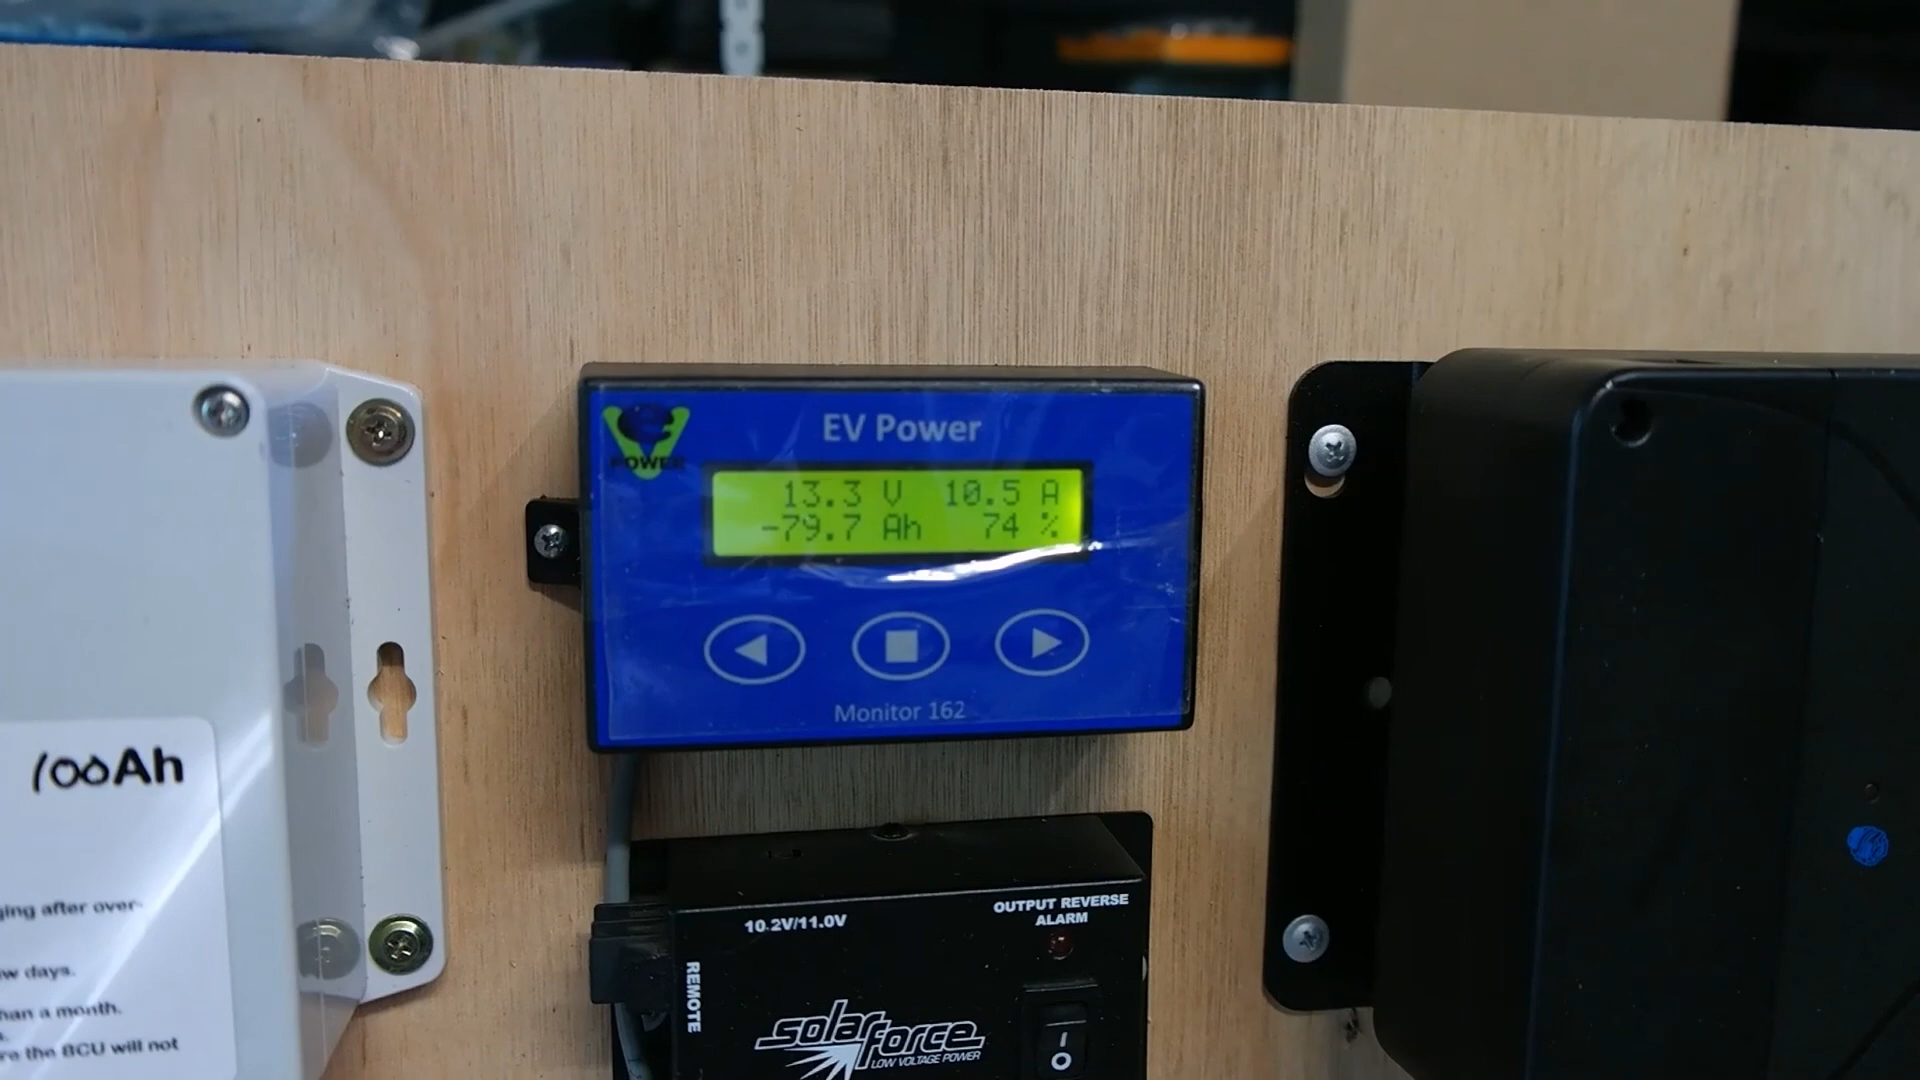 EV Power
POWER
13.3 V 10.5 A
-79.7 Ah 74 %
Monitor 162
100Ah
ging after over-
w days.
han a month.
re the BCU will not
10.2V/11.0V
OUTPUT REVERSE
ALARM
REMOTE
solarforce
LOW VOLTAGE POWER